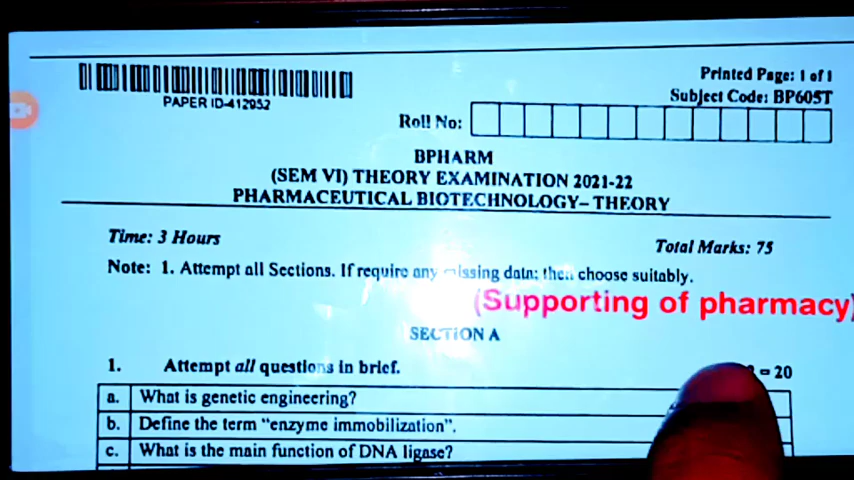 Printed Page: 1 of 1
Subject Code: BP605T
PAPER ID-412952
Roll No:
BPHARM
(SEM VI) THEORY EXAMINATION 2021-22
PHARMACEUTICAL BIOTECHNOLOGY– THEORY
Time: 3 Hours
Total Marks: 75
Note: 1. Attempt all Sections. If require any missing data; then choose suitably.
(Supporting of pharmacy)
SECTION A
1. Attempt all questions in brief. = 20
a. What is genetic engineering?
b. Define the term “enzyme immobilization”.
c. What is the main function of DNA ligase?